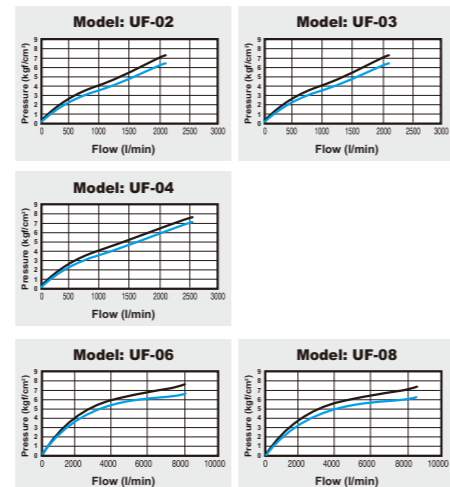 Model: UF-02
Pressure (kgf/cm²)
9
8
7
6
5
4
3
2
1
0
0 500 1000 1500 2000 2500 3000
Flow (l/min)
Model: UF-03
Pressure (kgf/cm²)
9
8
7
6
5
4
3
2
1
0
0 500 1000 1500 2000 2500 3000
Flow (l/min)
Model: UF-04
Pressure (kgf/cm²)
9
8
7
6
5
4
3
2
1
0
0 500 1000 1500 2000 2500 3000
Flow (l/min)
Model: UF-06
Pressure (kgf/cm²)
9
8
7
6
5
4
3
2
1
0
0 2000 4000 6000 8000 10000
Flow (l/min)
Model: UF-08
Pressure (kgf/cm²)
9
8
7
6
5
4
3
2
1
0
0 2000 4000 6000 8000 10000
Flow (l/min)